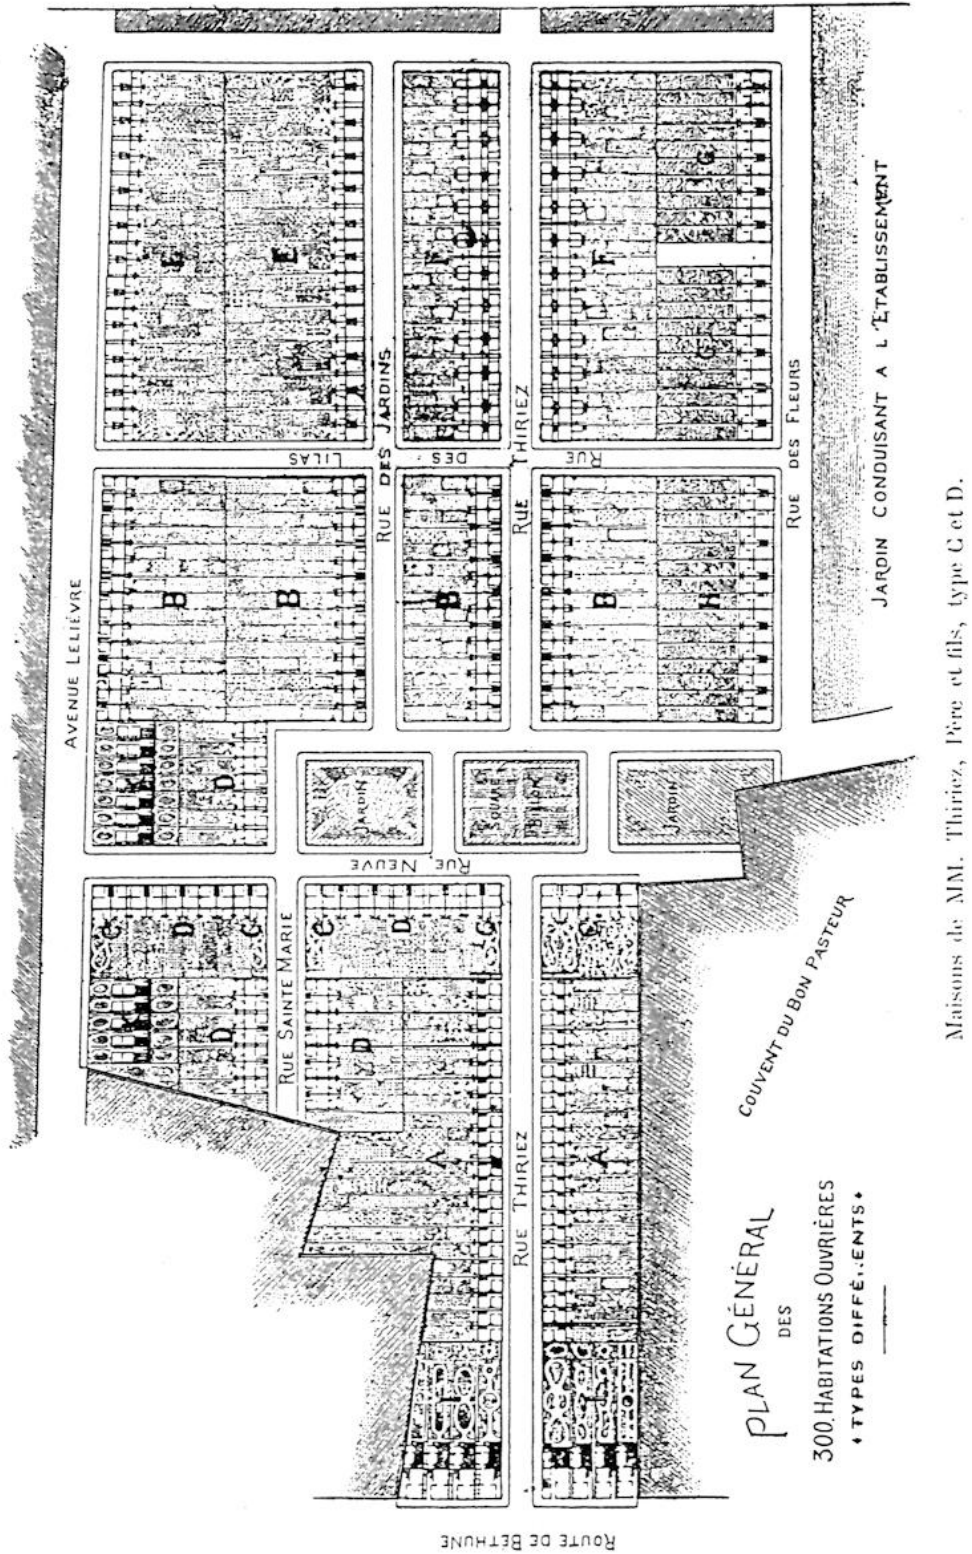 PLAN GÉNÉRAL
DES
300 HABITATIONS OUVRIÈRES
TYPES DIFFÉRENTS
ROUTE DE BÉTHUNE
AVENUE LELIÈVRE
RUE SAINTE MARIE
RUE THIRIEZ
RUE NEUVE
RUE DES JARDINS
RUE THIRIEZ
RUE DES LILAS
RUE DES FLEURS
JARDIN CONDUISANT A L'ÉTABLISSEMENT
COUVENT DU BON PASTEUR
JARDIN
SQUARE
JARDIN
K
D
C
D
C
K
D
C
D
C
D
A
A
B
B
B
B
H
E
E
F
G
G
Maisons de MM. Thiriez, Père et fils, type C et D.